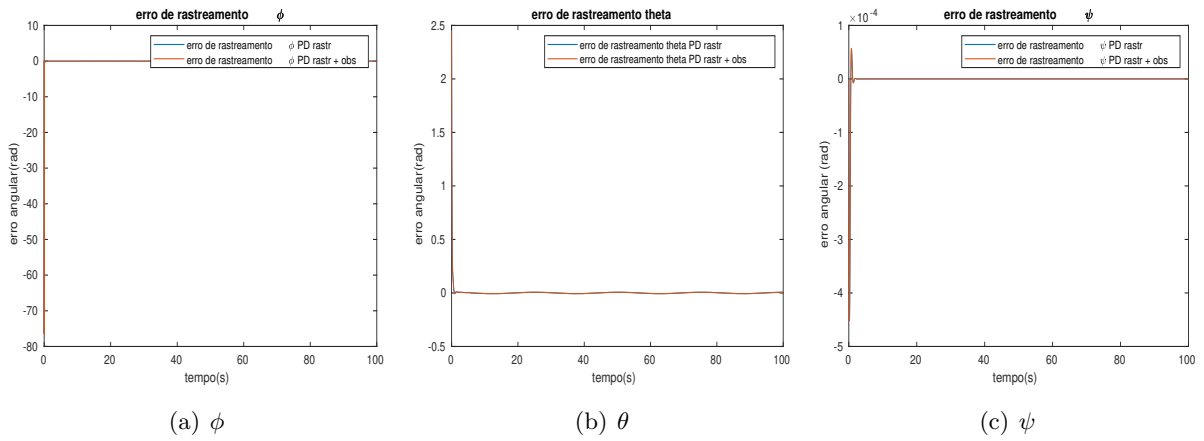 erro de rastreamento ϕ
erro de rastreamento ϕ PD rastr
erro de rastreamento ϕ PD rastr + obs
10
0
-10
-20
-30
-40
-50
-60
-70
-80
erro angular(rad)
0 20 40 60 80 100
tempo(s)
(a) ϕ
erro de rastreamento theta
erro de rastreamento theta PD rastr
erro de rastreamento theta PD rastr + obs
2.5
2
1.5
1
0.5
0
-0.5
erro angular(rad)
0 20 40 60 80 100
tempo(s)
(b) θ
×10⁻⁴
erro de rastreamento ψ
erro de rastreamento ψ PD rastr
erro de rastreamento ψ PD rastr + obs
1
0
-1
-2
-3
-4
-5
erro angular (rad)
0 20 40 60 80 100
tempo(s)
(c) ψ